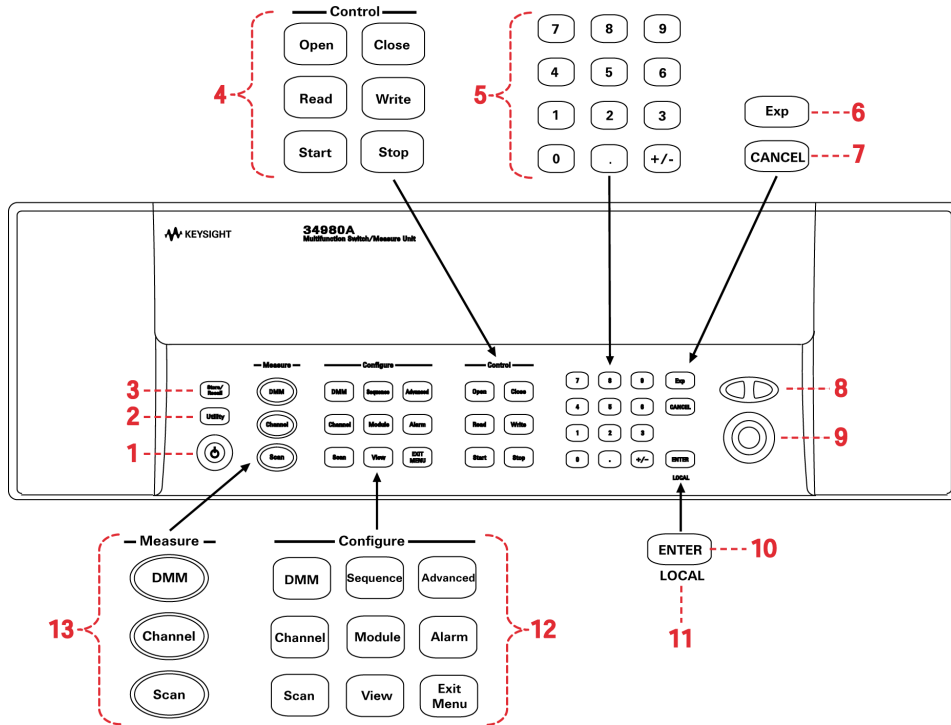 Control
Open Close
Read Write
Start Stop
4
7 8 9
4 5 6
1 2 3
0 . +/-
5
Exp
6
CANCEL
7
KEYSIGHT
34980A
Multifunction Switch/Measure Unit
3
Store/
Recall
2
Utility
1
Measure
DMM
Channel
Scan
Configure
DMM Sequence Advanced
Channel Module Alarm
Scan View EXIT
MENU
Control
Open Close
Read Write
Start Stop
7 8 9 Exp
4 5 6 CANCEL
1 2 3
0 . +/- ENTER
LOCAL
8
9
13
Measure
DMM
Channel
Scan
Configure
DMM Sequence Advanced
Channel Module Alarm
Scan View Exit
Menu
12
ENTER
10
LOCAL
11